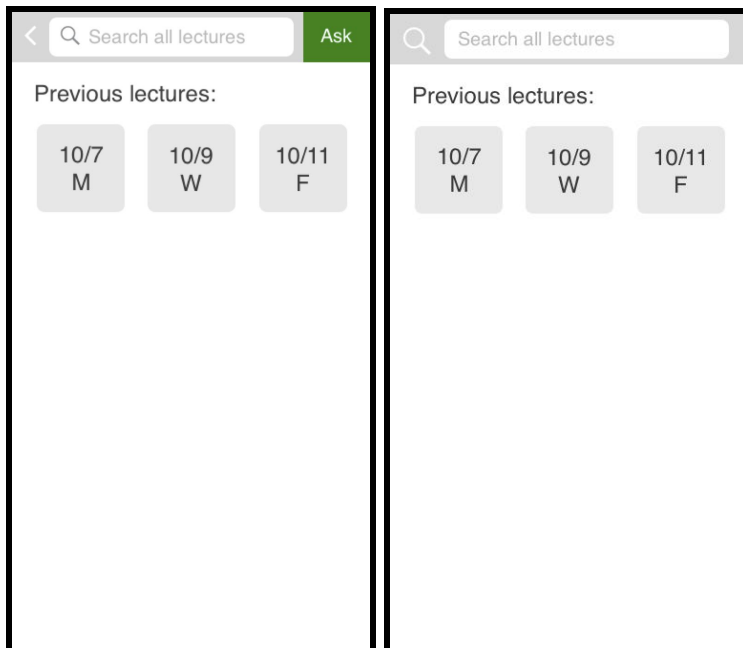 Search all lectures Ask
Previous lectures:
10/7 10/9 10/11
M W F
Search all lectures
Previous lectures:
10/7 10/9 10/11
M W F